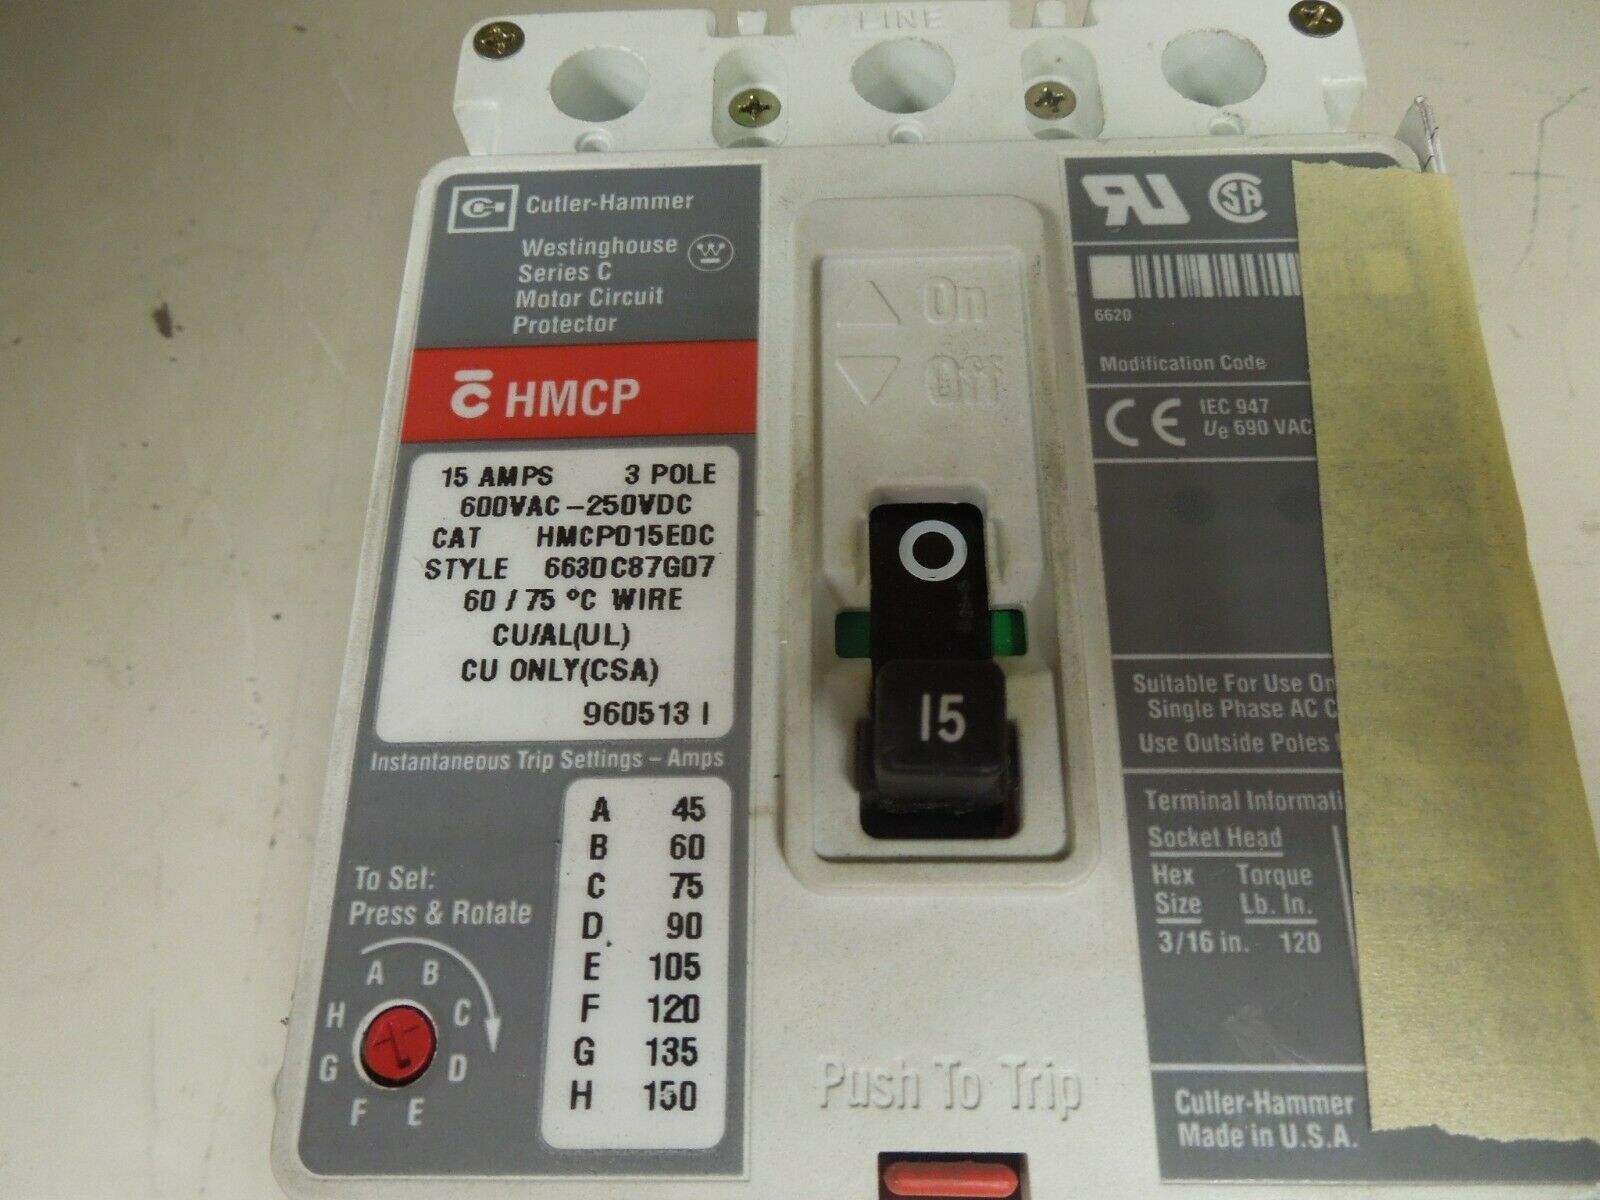 LINE
Cutler-Hammer
Westinghouse
Series C
Motor Circuit
Protector
HMCP
15 AMPS 3 POLE
600VAC-250VDC
CAT HMCP015E0C
STYLE 6630C87G07
60 / 75 °C WIRE
CU/AL(UL)
CU ONLY(CSA)
960513 I
Instantaneous Trip Settings - Amps
A 45
B 60
C 75
D 90
E 105
F 120
G 135
H 150
To Set:
Press & Rotate
A B
H C
G D
F E
On
Off
O
15
Push To Trip
UR
SA
6620
Modification Code
CE
IEC 947
Ue 690 VAC
Suitable For Use On
Single Phase AC
Use Outside Poles
Terminal
Socket Head
Hex Torque
Size Lb. In.
3/16 in. 120
Cutler-Hammer
Made in U.S.A.